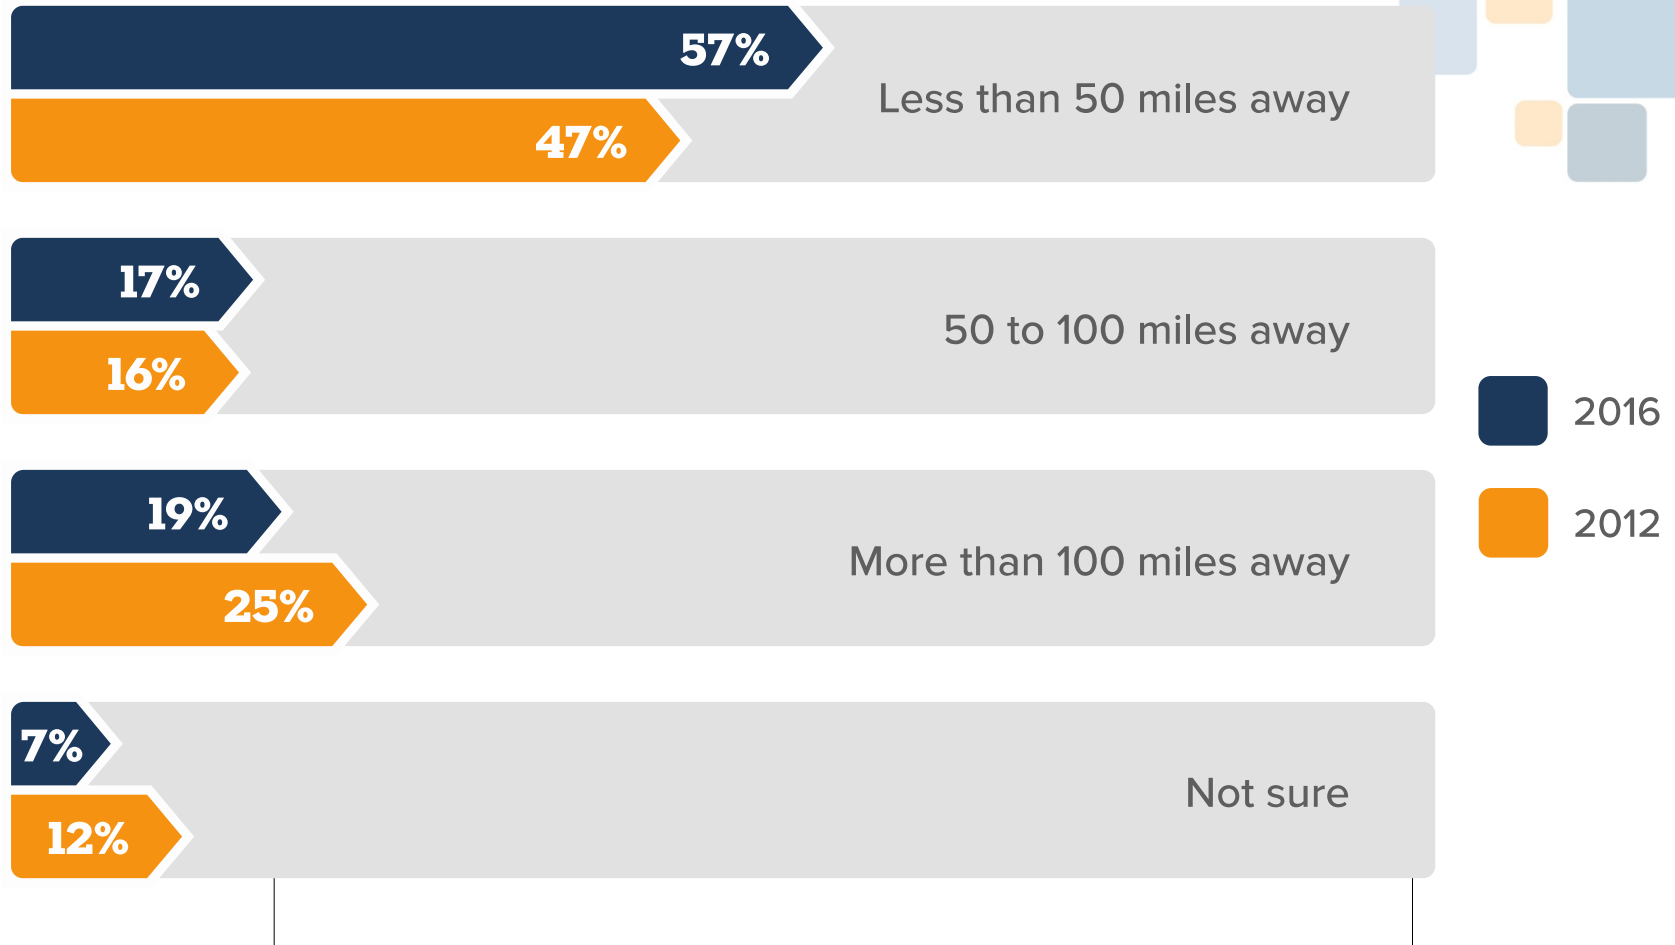 57%
Less than 50 miles away
47%
17%
50 to 100 miles away
16%
2016
19%
2012
More than 100 miles away
25%
7%
Not sure
12%